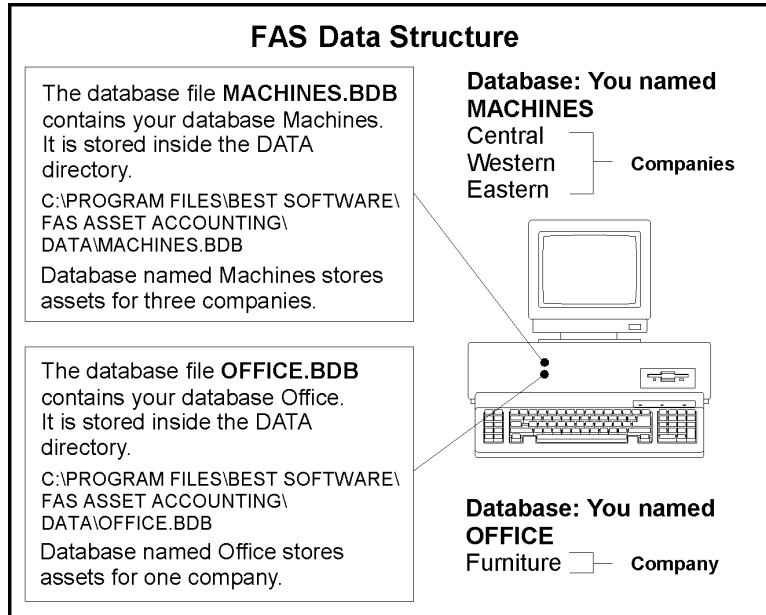 FAS Data Structure
The database file MACHINES.BDB
contains your database Machines.
It is stored inside the DATA
directory.
C:\PROGRAM FILES\BEST SOFTWARE\
FAS ASSET ACCOUNTING\
DATA\MACHINES.BDB
Database named Machines stores
assets for three companies.
Database: You named
MACHINES
Central
Western
Eastern
Companies
The database file OFFICE.BDB
contains your database Office.
It is stored inside the DATA
directory.
C:\PROGRAM FILES\BEST SOFTWARE\
FAS ASSET ACCOUNTING\
DATA\OFFICE.BDB
Database named Office stores
assets for one company.
Database: You named
OFFICE
Furniture
Company